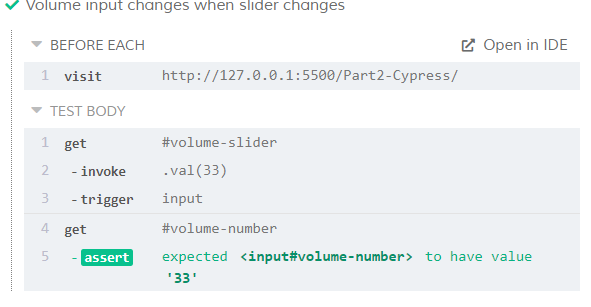 Volume input changes when slider changes
BEFORE EACH Open in IDE
1 visit http://127.0.0.1:5500/Part2-Cypress/
TEST BODY
1 get #volume-slider
2 -invoke .val(33)
3 -trigger input
4 get #volume-number
5 -assert expected <input#volume-number> to have value
'33'